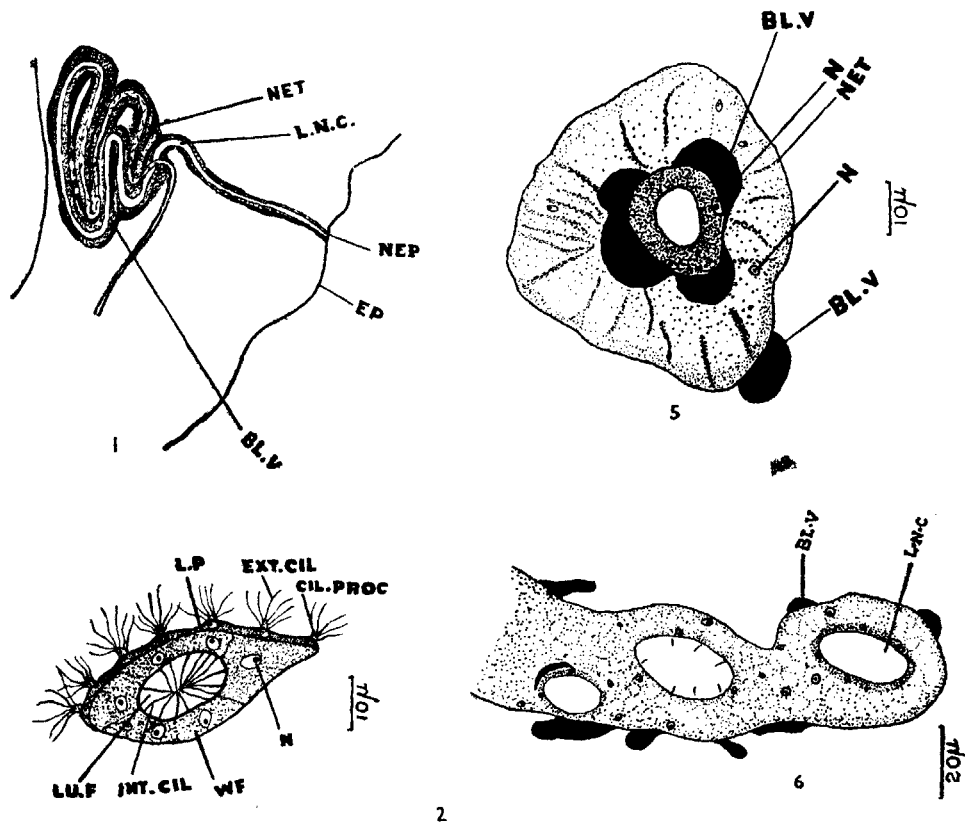 NET
L.N.C.
NEP
EP
BL.V
1
BL.V
N
NET
N
10µ
BL.V
5
L.P
EXT.CIL
CIL.PROC
10µ
N
LU.F
INT.CIL
WF
2
BL.V
L.N.C
20µ
6